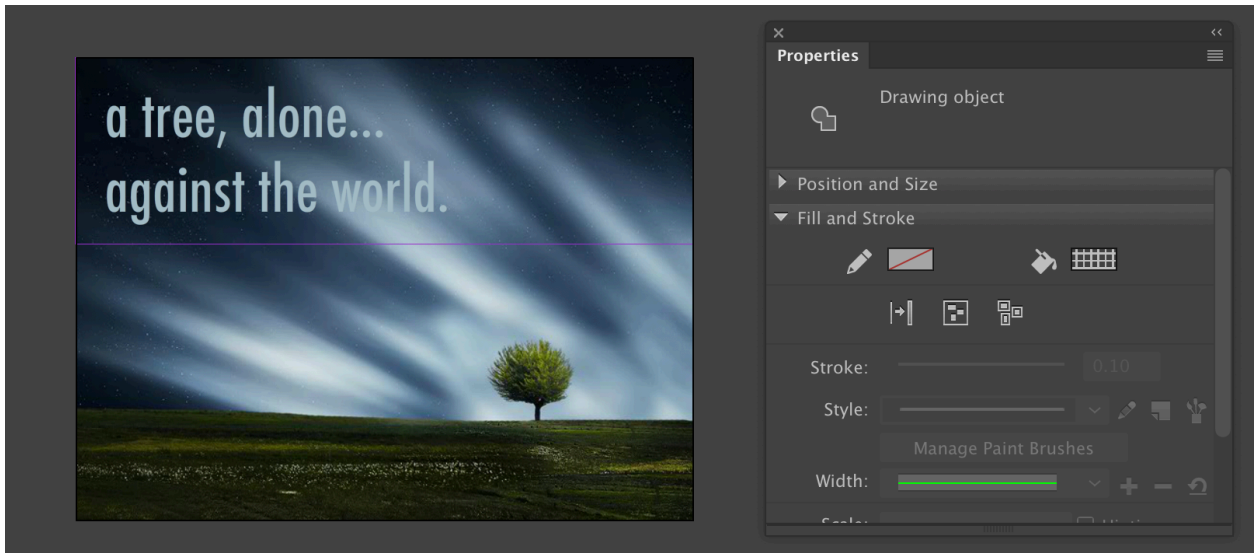 a tree, alone...
against the world.
Properties
Drawing object
Position and Size
Fill and Stroke
Stroke:
0.10
Style:
Manage Paint Brushes
Width: